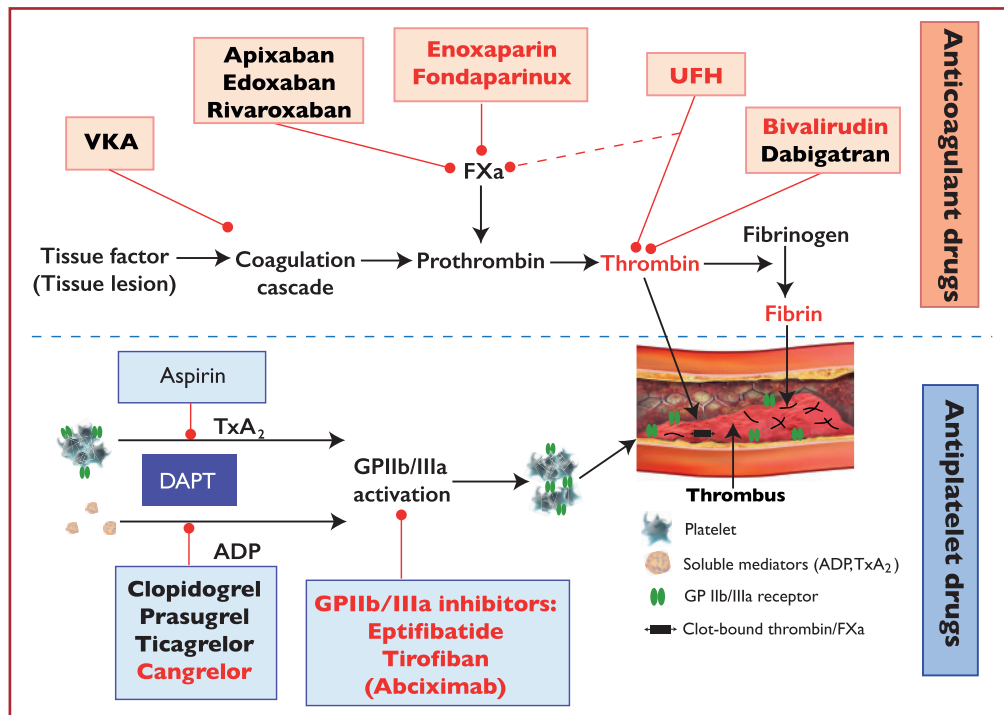 Apixaban
Edoxaban
Rivaroxaban
Enoxaparin
Fondaparinux
UFH
VKA
Bivalirudin
Dabigatran
FXa
Tissue factor
(Tissue lesion)
Coagulation
cascade
Prothrombin
Thrombin
Fibrinogen
Fibrin
Anticoagulant drugs
Aspirin
TxA2
DAPT
GPIIb/IIIa
activation
ADP
Clopidogrel
Prasugrel
Ticagrelor
Cangrelor
GPIIb/IIIa inhibitors:
Eptifibatide
Tirofiban
(Abciximab)
Thrombus
Platelet
Soluble mediators (ADP,TxA2)
GP IIb/IIIa receptor
Clot-bound thrombin/FXa
Antiplatelet drugs